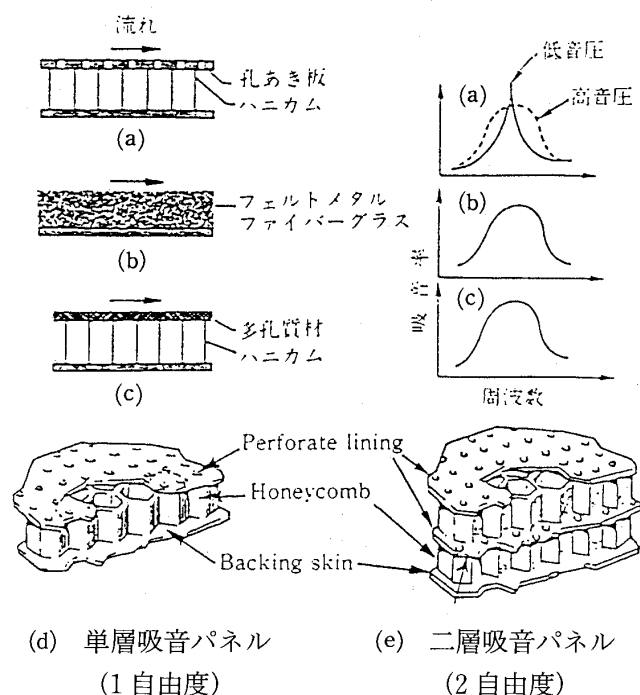 流れ
孔あき板
ハニカム
(a)
フェルトメタル
ファイバーグラス
(b)
多孔質材
ハニカム
(c)
低音圧
(a)
高音圧
(b)
(c)
吸音率
周波数
Perforate lining
Honeycomb
Backing skin
(d) 単層吸音パネル
(1自由度)
(e) 二層吸音パネル
(2自由度)